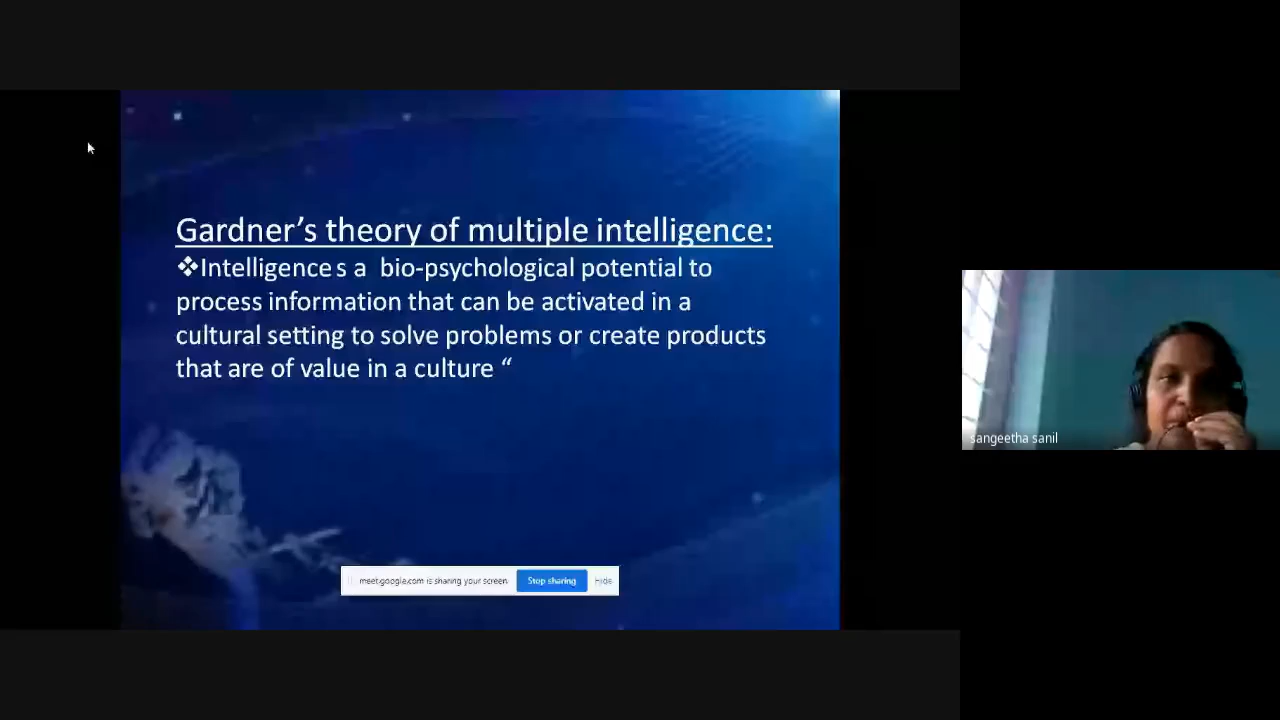 Gardner’s theory of multiple intelligence:
❖Intelligence s a bio-psychological potential to
process information that can be activated in a
cultural setting to solve problems or create products
that are of value in a culture “
meet.google.com is sharing your screen Stop sharing Hide
sangeetha sanil